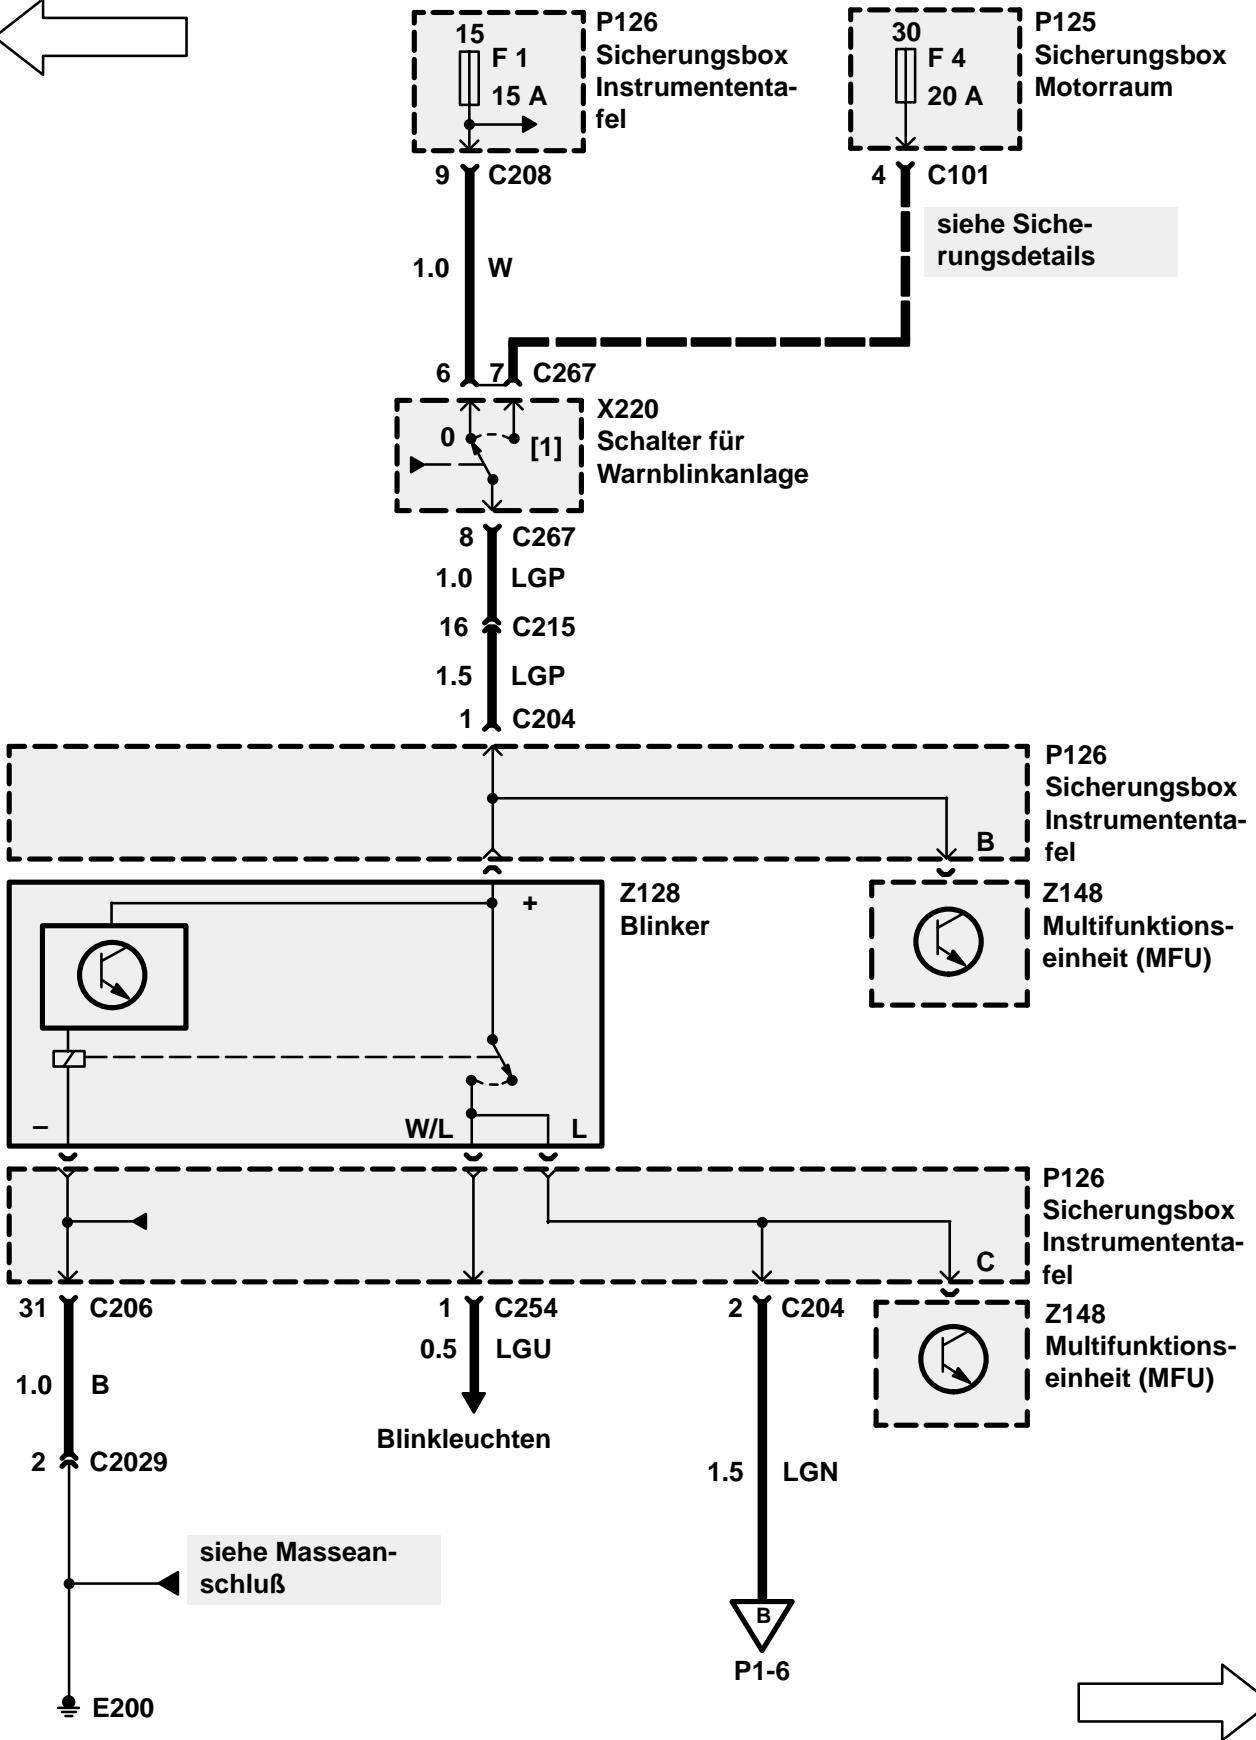 15
F 1
15 A
P126
Sicherungsbox
Instrumententa-
fel
30
F 4
20 A
P125
Sicherungsbox
Motorraum
9 C208
4 C101
siehe Siche-
rungsdetails
1.0 W
6 7 C267
0 [1]
X220
Schalter für
Warnblinkanlage
8 C267
1.0 LGP
16 C215
1.5 LGP
1 C204
B
P126
Sicherungsbox
Instrumententa-
fel
+
Z128
Blinker
Z148
Multifunktions-
einheit (MFU)
– W/L L
C
P126
Sicherungsbox
Instrumententa-
fel
31 C206
1 C254
2 C204
0.5 LGU
Z148
Multifunktions-
einheit (MFU)
1.0 B
Blinkleuchten
2 C2029
1.5 LGN
siehe Massean-
schluß
B
P1-6
E200